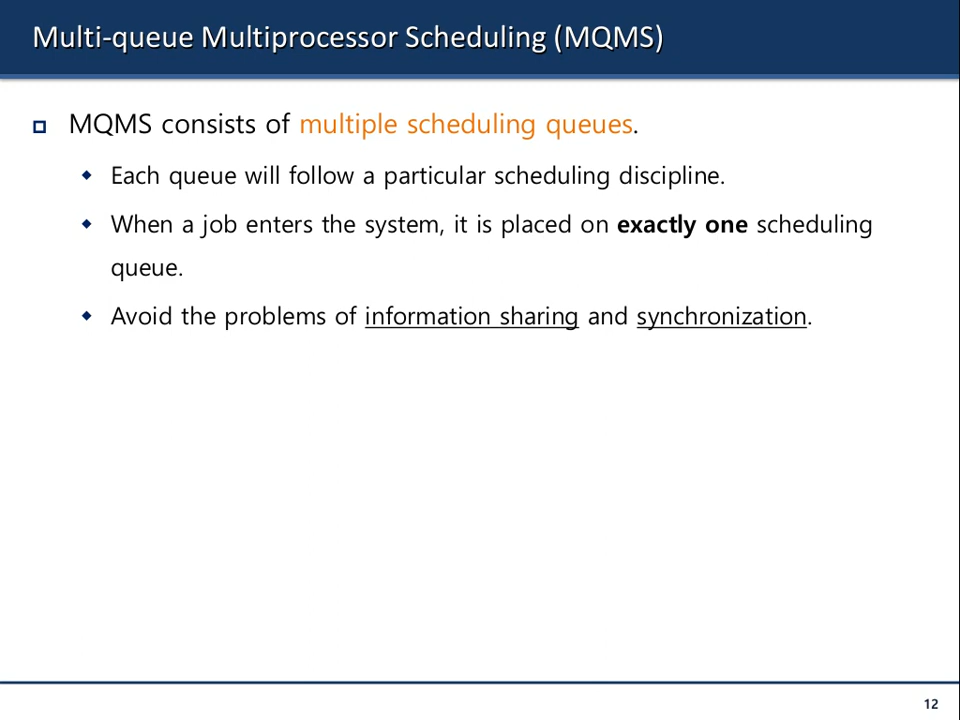 Multi-queue Multiprocessor Scheduling (MQMS)
MQMS consists of multiple scheduling queues.
Each queue will follow a particular scheduling discipline.
When a job enters the system, it is placed on exactly one scheduling
queue.
Avoid the problems of information sharing and synchronization.
12